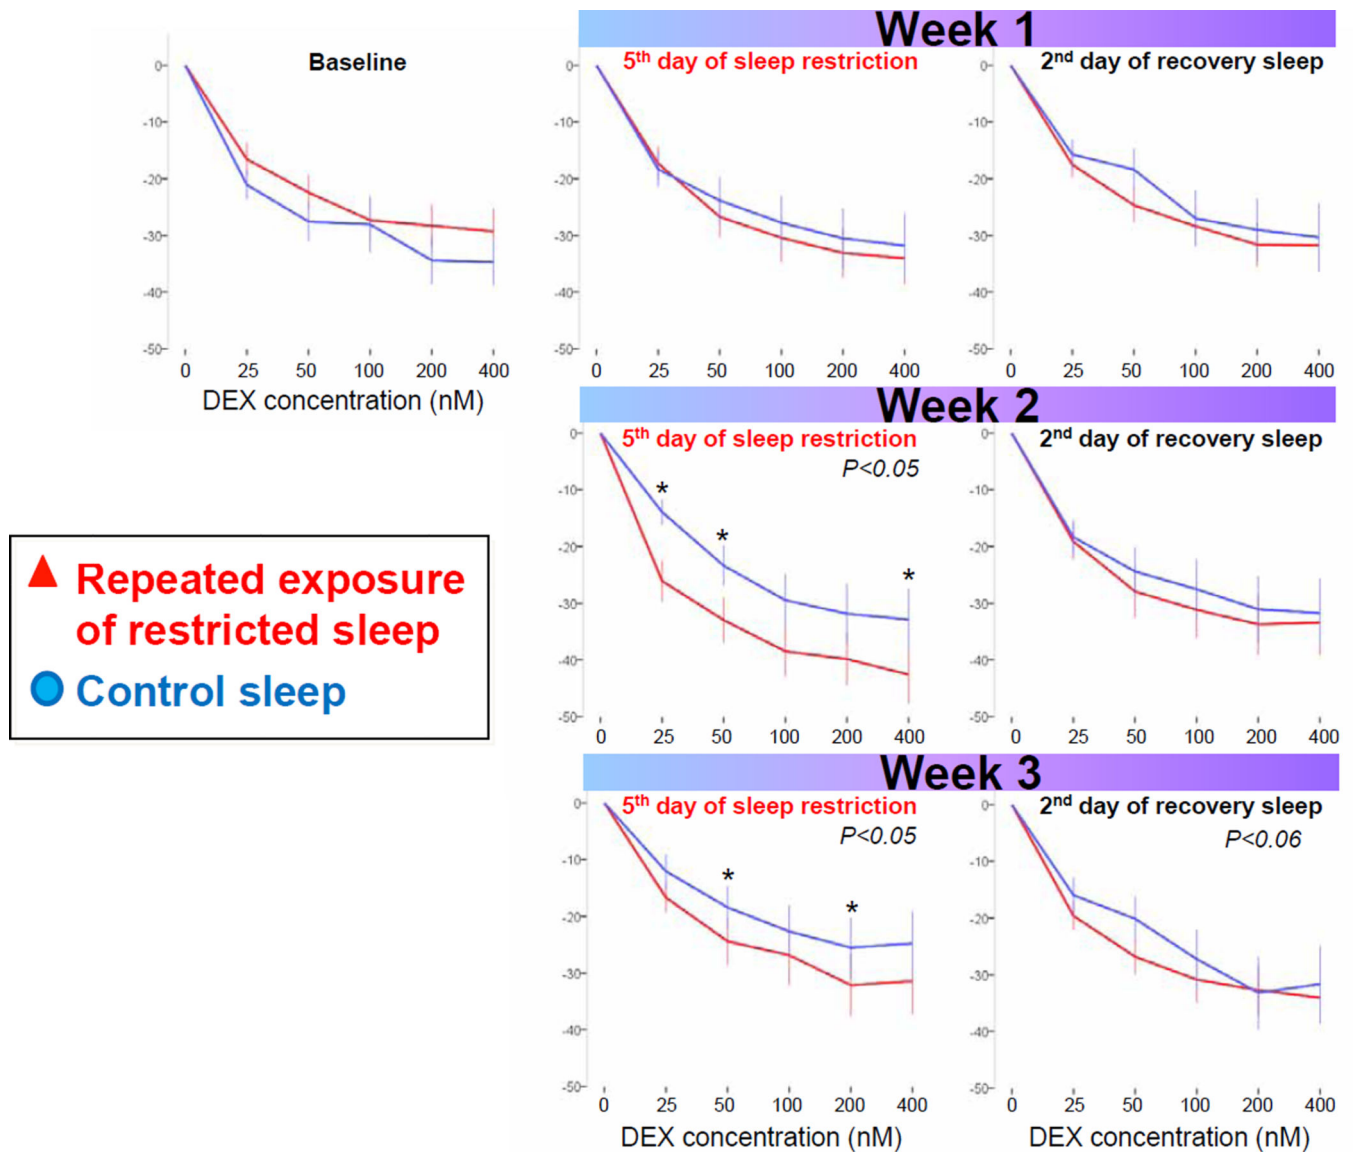 Week 1
Baseline
5th day of sleep restriction
2nd day of recovery sleep
0
-10
-20
-30
-40
-50
0 25 50 100 200 400
DEX concentration (nM)
0
-10
-20
-30
-40
-50
0 25 50 100 200 400
0
-10
-20
-30
-40
-50
0 25 50 100 200 400
Week 2
5th day of sleep restriction
P<0.05
2nd day of recovery sleep
0
-10
-20
-30
-40
-50
* * *
0 25 50 100 200 400
0
-10
-20
-30
-40
-50
0 25 50 100 200 400
Repeated exposure
of restricted sleep
Control sleep
Week 3
5th day of sleep restriction
P<0.05
2nd day of recovery sleep
P<0.06
0
-10
-20
-30
-40
-50
* *
0 25 50 100 200 400
DEX concentration (nM)
0
-10
-20
-30
-40
-50
0 25 50 100 200 400
DEX concentration (nM)